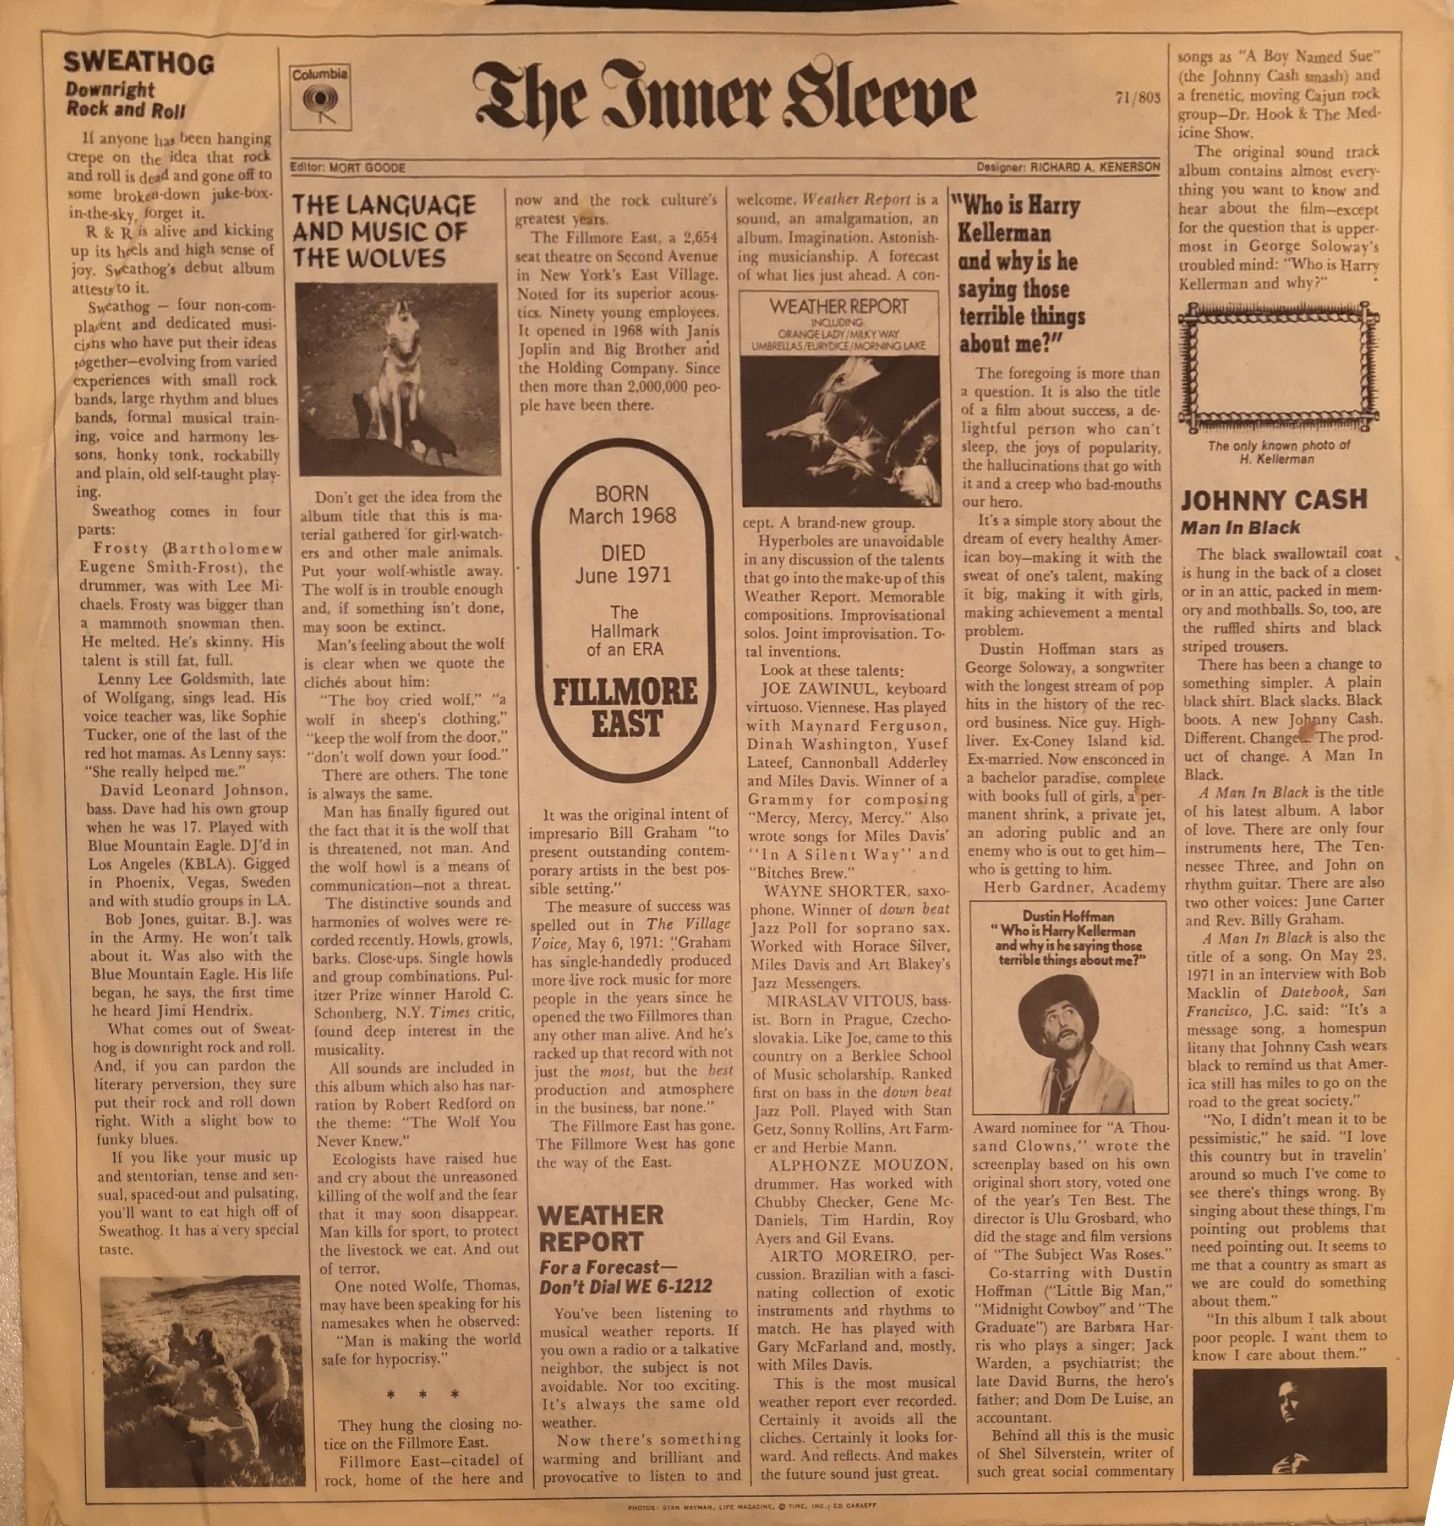 SWEATHOG
Downright
Rock and Roll
If anyone has been hanging
crepe on the idea that rock
and roll is dead and gone off to
some broken-down juke-box-
in-the-sky, forget it.
R & R is alive and kicking
up its heels and high sense of
joy. Sweathog's debut album
attests to it.
Sweathog — four non-com-
placent and dedicated musi-
cians who have put their ideas
together—evolving from varied
experiences with small rock
bands, large rhythm and blues
bands, formal musical train-
ing, voice and harmony les-
sons, honky tonk, rockabilly
and plain, old self-taught play-
ing.
Sweathog comes in four
parts:
Frosty (Bartholomew
Eugene Smith-Frost), the
drummer, was with Lee Mi-
chaels. Frosty was bigger than
a mammoth snowman then.
He melted. He's skinny. His
talent is still fat, full.
Lenny Lee Goldsmith, late
of Wolfgang, sings lead. His
voice teacher was, like Sophie
Tucker, one of the last of the
red hot mamas. As Lenny says:
"She really helped me."
David Leonard Johnson,
bass. Dave had his own group
when he was 17. Played with
Blue Mountain Eagle. DJ'd in
Los Angeles (KBLA). Gigged
in Phoenix, Vegas, Sweden
and with studio groups in LA.
Bob Jones, guitar. B.J. was
in the Army. He won't talk
about it. Was also with the
Blue Mountain Eagle. His life
began, he says, the first time
he heard Jimi Hendrix.
What comes out of Sweat-
hog is downright rock and roll.
And, if you can pardon the
literary perversion, they sure
put their rock and roll down
right. With a slight bow to
funky blues.
If you like your music up
and stentorian, tense and sen-
sual, spaced-out and pulsating,
you'll want to eat high off of
Sweathog. It has a very special
taste.
Columbia
The Inner Sleeve
71/803
Editor: MORT GOODE
Designer: RICHARD A. KENERSON
THE LANGUAGE
AND MUSIC OF
THE WOLVES
Don't get the idea from the
album title that this is ma-
terial gathered for girl-watch-
ers and other male animals.
Put your wolf-whistle away.
The wolf is in trouble enough
and, if something isn't done,
may soon be extinct.
Man's feeling about the wolf
is clear when we quote the
clichés about him:
"The boy cried wolf," "a
wolf in sheep's clothing,"
"keep the wolf from the door,"
"don't wolf down your food."
There are others. The tone
is always the same.
Man has finally figured out
the fact that it is the wolf that
is threatened, not man. And
the wolf howl is a means of
communication—not a threat.
The distinctive sounds and
harmonies of wolves were re-
corded recently. Howls, growls,
barks. Close-ups. Single howls
and group combinations. Pul-
itzer Prize winner Harold C.
Schonberg, N.Y. Times critic,
found deep interest in the
musicality.
All sounds are included in
this album which also has nar-
ration by Robert Redford on
the theme: "The Wolf You
Never Knew."
Ecologists have raised hue
and cry about the unreasoned
killing of the wolf and the fear
that it may soon disappear.
Man kills for sport, to protect
the livestock we eat. And out
of terror.
One noted Wolfe, Thomas,
may have been speaking for his
namesakes when he observed:
"Man is making the world
safe for hypocrisy."
* * *
They hung the closing no-
tice on the Fillmore East.
Fillmore East—citadel of
rock, home of the here and
now and the rock culture's
greatest years.
The Fillmore East, a 2,654
seat theatre on Second Avenue
in New York's East Village.
Noted for its superior acous-
tics. Ninety young employees.
It opened in 1968 with Janis
Joplin and Big Brother and
the Holding Company. Since
then more than 2,000,000 peo-
ple have been there.
BORN
March 1968
DIED
June 1971
The
Hallmark
of an ERA
FILLMORE
EAST
It was the original intent of
impresario Bill Graham "to
present outstanding contem-
porary artists in the best pos-
sible setting."
The measure of success was
spelled out in The Village
Voice, May 6, 1971: "Graham
has single-handedly produced
more live rock music for more
people in the years since he
opened the two Fillmores than
any other man alive. And he's
racked up that record with not
just the most, but the best
production and atmosphere
in the business, bar none."
The Fillmore East has gone.
The Fillmore West has gone
the way of the East.
WEATHER
REPORT
For a Forecast—
Don't Dial WE 6-1212
You've been listening to
musical weather reports. If
you own a radio or a talkative
neighbor, the subject is not
avoidable. Nor too exciting.
It's always the same old
weather.
Now there's something
warming and brilliant and
provocative to listen to and
welcome. Weather Report is a
sound, an amalgamation, an
album. Imagination. Astonish-
ing musicianship. A forecast
of what lies just ahead. A con-
WEATHER REPORT
INCLUDING
ORANGE LADY/MILKY WAY
UMBRELLAS/EURYDICE/MORNING LAKE
cept. A brand-new group.
Hyperboles are unavoidable
in any discussion of the talents
that go into the make-up of this
Weather Report. Memorable
compositions. Improvisational
solos. Joint improvisation. To-
tal inventions.
Look at these talents:
JOE ZAWINUL, keyboard
virtuoso. Viennese. Has played
with Maynard Ferguson,
Dinah Washington, Yusef
Lateef, Cannonball Adderley
and Miles Davis. Winner of a
Grammy for composing
"Mercy, Mercy, Mercy." Also
wrote songs for Miles Davis'
"In A Silent Way" and
"Bitches Brew."
WAYNE SHORTER, saxo-
phone. Winner of down beat
Jazz Poll for soprano sax.
Worked with Horace Silver,
Miles Davis and Art Blakey's
Jazz Messengers.
MIRASLAV VITOUS, bass-
ist. Born in Prague, Czecho-
slovakia. Like Joe, came to this
country on a Berklee School
of Music scholarship. Ranked
first on bass in the down beat
Jazz Poll. Played with Stan
Getz, Sonny Rollins, Art Farm-
er and Herbie Mann.
ALPHONZE MOUZON,
drummer. Has worked with
Chubby Checker, Gene Mc-
Daniels, Tim Hardin, Roy
Ayers and Gil Evans.
AIRTO MOREIRO, per-
cussion. Brazilian with a fasci-
nating collection of exotic
instruments and rhythms to
match. He has played with
Gary McFarland and, mostly,
with Miles Davis.
This is the most musical
weather report ever recorded.
Certainly it avoids all the
cliches. Certainly it looks for-
ward. And reflects. And makes
the future sound just great.
"Who is Harry
Kellerman
and why is he
saying those
terrible things
about me?"
The foregoing is more than
a question. It is also the title
of a film about success, a de-
lightful person who can't
sleep, the joys of popularity,
the hallucinations that go with
it and a creep who bad-mouths
our hero.
It's a simple story about the
dream of every healthy Amer-
ican boy—making it with the
sweat of one's talent, making
it big, making it with girls,
making achievement a mental
problem.
Dustin Hoffman stars as
George Soloway, a songwriter
with the longest stream of pop
hits in the history of the rec-
ord business. Nice guy. High-
liver. Ex-Coney Island kid.
Ex-married. Now ensconced in
a bachelor paradise, complete
with books full of girls, a per-
manent shrink, a private jet,
an adoring public and an
enemy who is out to get him—
who is getting to him.
Herb Gardner, Academy
Dustin Hoffman
"Who is Harry Kellerman
and why is he saying those
terrible things about me?"
Award nominee for "A Thou-
sand Clowns," wrote the
screenplay based on his own
original short story, voted one
of the year's Ten Best. The
director is Ulu Grosbard, who
did the stage and film versions
of "The Subject Was Roses."
Co-starring with Dustin
Hoffman ("Little Big Man,"
"Midnight Cowboy" and "The
Graduate") are Barbara Har-
ris who plays a singer; Jack
Warden, a psychiatrist; the
late David Burns, the hero's
father; and Dom De Luise, an
accountant.
Behind all this is the music
of Shel Silverstein, writer of
such great social commentary
songs as "A Boy Named Sue"
(the Johnny Cash smash) and
a frenetic, moving Cajun rock
group—Dr. Hook & The Med-
icine Show.
The original sound track
album contains almost every-
thing you want to know and
hear about the film—except
for the question that is upper-
most in George Soloway's
troubled mind: "Who is Harry
Kellerman and why?"
The only known photo of
H. Kellerman
JOHNNY CASH
Man In Black
The black swallowtail coat
is hung in the back of a closet
or in an attic, packed in mem-
ory and mothballs. So, too, are
the ruffled shirts and black
striped trousers.
There has been a change to
something simpler. A plain
black shirt. Black slacks. Black
boots. A new Johnny Cash.
Different. Changed. The prod-
uct of change. A Man In
Black.
A Man In Black is the title
of his latest album. A labor
of love. There are only four
instruments here, The Ten-
nessee Three, and John on
rhythm guitar. There are also
two other voices: June Carter
and Rev. Billy Graham.
A Man In Black is also the
title of a song. On May 23,
1971 in an interview with Bob
Macklin of Datebook, San
Francisco, J.C. said: "It's a
message song, a homespun
litany that Johnny Cash wears
black to remind us that Amer-
ica still has miles to go on the
road to the great society."
"No, I didn't mean it to be
pessimistic," he said. "I love
this country but in travelin'
around so much I've come to
see there's things wrong. By
singing about these things, I'm
pointing out problems that
need pointing out. It seems to
me that a country as smart as
we are could do something
about them."
"In this album I talk about
poor people. I want them to
know I care about them."
PHOTOS: STAN WAYMAN, LIFE MAGAZINE, © TIME, INC.; ED CARAEFF